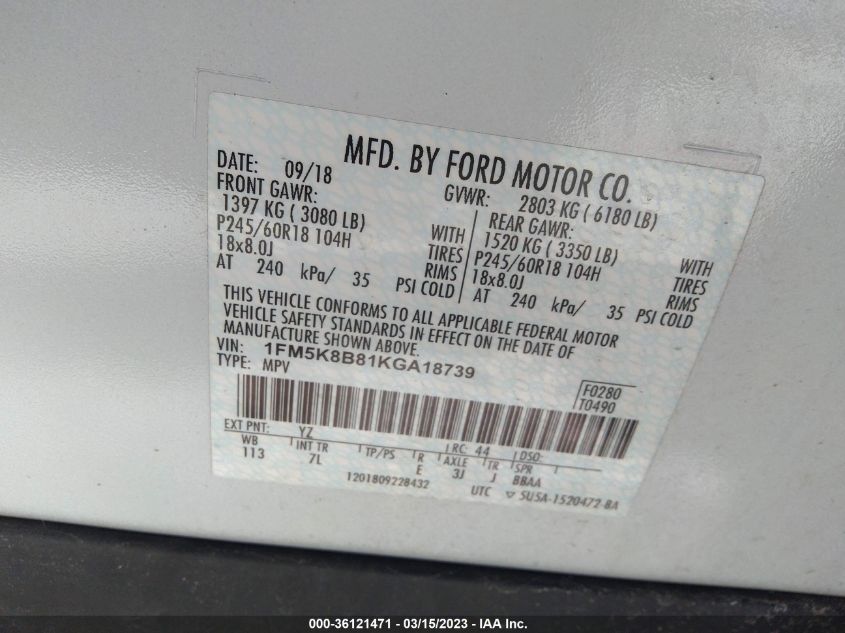 MFD. BY FORD MOTOR CO.
DATE: 09/18 GVWR: 2803 KG ( 6180 LB)
FRONT GAWR: REAR GAWR:
1397 KG ( 3080 LB) WITH 1520 KG ( 3350 LB) WITH
P245/60R18 104H TIRES P245/60R18 104H TIRES
18x8.0J RIMS 18x8.0J RIMS
AT 240 kPa/ 35 PSI COLD AT 240 kPa/ 35 PSI COLD
THIS VEHICLE CONFORMS TO ALL APPLICABLE FEDERAL MOTOR
VEHICLE SAFETY STANDARDS IN EFFECT ON THE DATE OF
MANUFACTURE SHOWN ABOVE.
VIN: 1FM5K8B81KGA18739
TYPE: MPV
F0280
T0490
EXT PNT: YZ RC: 44 DSO:
WB INT TR TP/PS R AXLE TR SPR
113 7L E 3J J BBAA
1201809228432 UTC 5U5A-1520472-BA
000-36121471 - 03/15/2023 - IAA Inc.